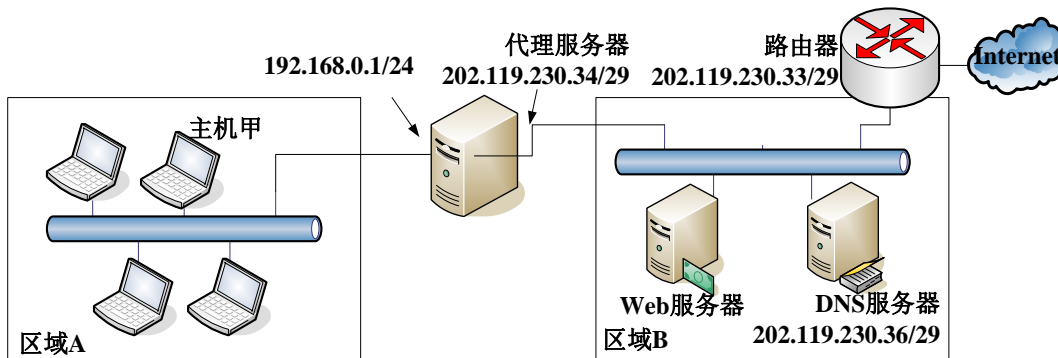 代理服务器
路由器
192.168.0.1/24
202.119.230.34/29
202.119.230.33/29
Internet
主机甲
Web服务器
DNS服务器
202.119.230.36/29
区域A
区域B